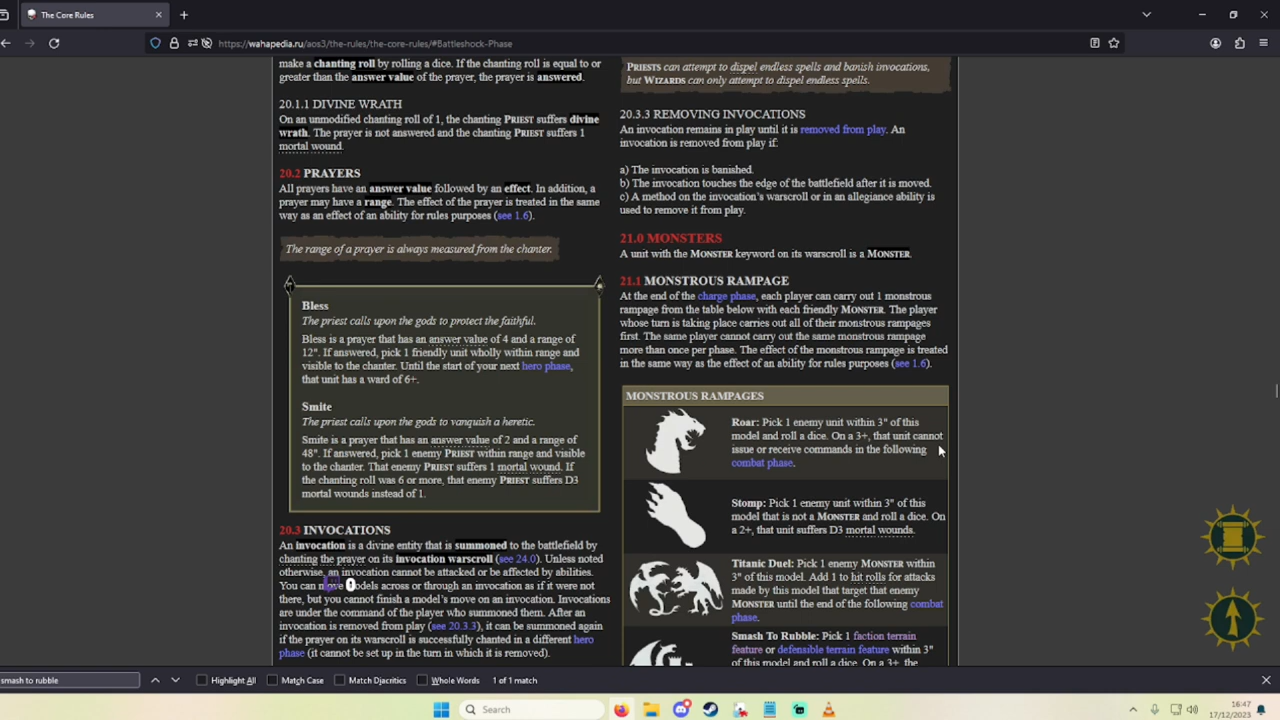 The Core Rules
https://wahapedia.ru/aos3/the-rules/the-core-rules/#Battleshock-Phase
make a chanting roll by rolling a dice. If the chanting roll is equal to or
greater than the answer value of the prayer, the prayer is answered.
20.1.1 DIVINE WRATH
On an unmodified chanting roll of 1, the chanting PRIEST suffers divine
wrath. The prayer is not answered and the chanting PRIEST suffers 1
mortal wound.
20.2 PRAYERS
All prayers have an answer value followed by an effect. In addition, a
prayer may have a range. The effect of the prayer is treated in the same
way as an effect of an ability for rules purposes (see 1.6).
The range of a prayer is always measured from the chanter.
Bless
The priest calls upon the gods to protect the faithful.
Bless is a prayer that has an answer value of 4 and a range of
12". If answered, pick 1 friendly unit wholly within range and
visible to the chanter. Until the start of your next hero phase,
that unit has a ward of 6+.
Smite
The priest calls upon the gods to vanquish a heretic.
Smite is a prayer that has an answer value of 2 and a range of
48". If answered, pick 1 enemy PRIEST within range and visible
to the chanter. That enemy PRIEST suffers 1 mortal wound. If
the chanting roll was 6 or more, that enemy PRIEST suffers D3
mortal wounds instead of 1.
20.3 INVOCATIONS
An invocation is a divine entity that is summoned to the battlefield by
chanting the prayer on its invocation warscroll (see 24.0). Unless noted
otherwise, an invocation cannot be attacked or be affected by abilities.
You can move models across or through an invocation as if it were not
there, but you cannot finish a model's move on an invocation. Invocations
are under the command of the player who summoned them. After an
invocation is removed from play (see 20.3.3), it can be summoned again
if the prayer on its warscroll is successfully chanted in a different hero
phase (it cannot be set up in the turn in which it is removed).
PRIESTS can attempt to dispel endless spells and banish invocations,
but WIZARDS can only attempt to dispel endless spells.
20.3.3 REMOVING INVOCATIONS
An invocation remains in play until it is removed from play. An
invocation is removed from play if:
a) The invocation is banished.
b) The invocation touches the edge of the battlefield after it is moved.
c) A method on the invocation's warscroll or in an allegiance ability is
used to remove it from play.
21.0 MONSTERS
A unit with the MONSTER keyword on its warscroll is a MONSTER.
21.1 MONSTROUS RAMPAGE
At the end of the charge phase, each player can carry out 1 monstrous
rampage from the table below with each friendly MONSTER. The player
whose turn is taking place carries out all of their monstrous rampages
first. The same player cannot carry out the same monstrous rampage
more than once per phase. The effect of the monstrous rampage is treated
in the same way as the effect of an ability for rules purposes (see 1.6).
MONSTROUS RAMPAGES
Roar: Pick 1 enemy unit within 3" of this
model and roll a dice. On a 3+, that unit cannot
issue or receive commands in the following
combat phase.
Stomp: Pick 1 enemy unit within 3" of this
model that is not a MONSTER and roll a dice. On
a 2+, that unit suffers D3 mortal wounds.
Titanic Duel: Pick 1 enemy MONSTER within
3" of this model. Add 1 to hit rolls for attacks
made by this model that target that enemy
MONSTER until the end of the following combat
phase.
Smash To Rubble: Pick 1 faction terrain
feature or defensible terrain feature within 3"
of this model and roll a dice. On a 3+, the
smash to rubble
Highlight All
Match Case
Match Diacritics
Whole Words
1 of 1 match
Search
16:47
17/12/2023